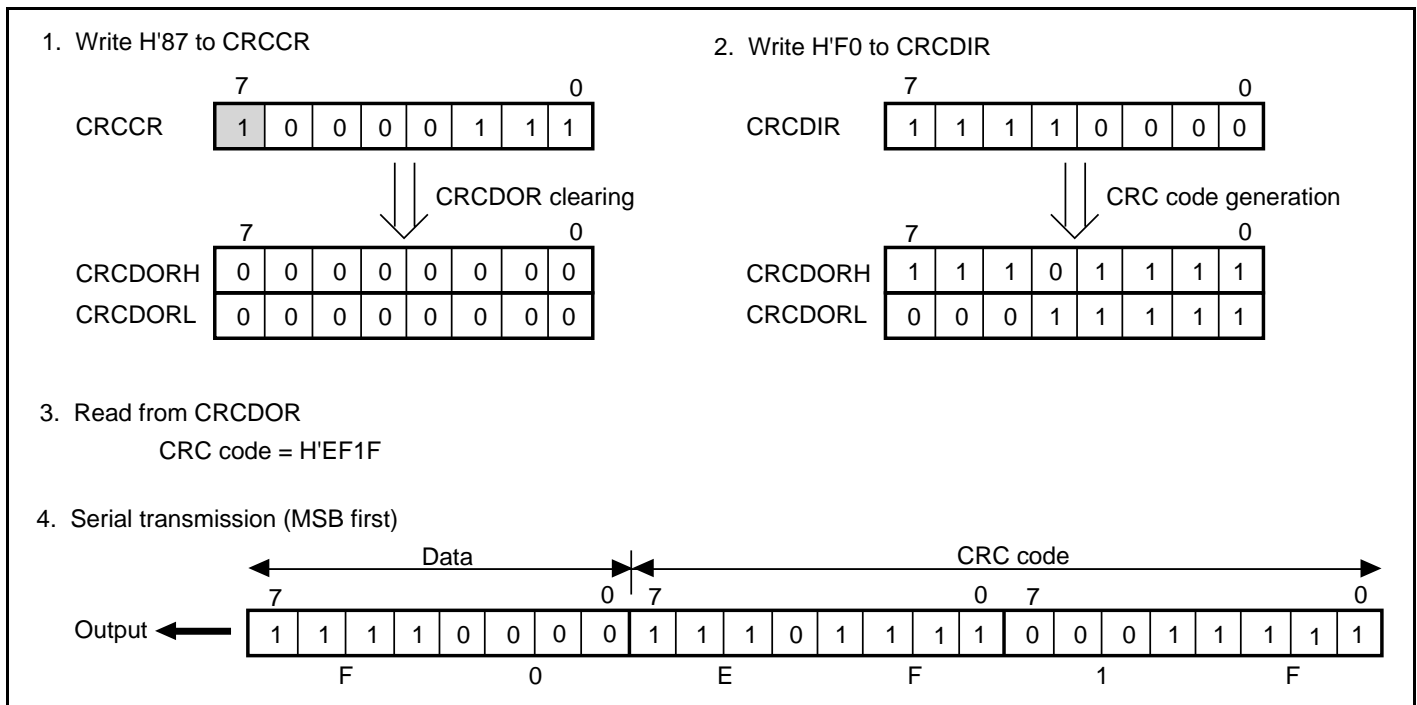 1. Write H'87 to CRCCR
7 0
CRCCR 1 0 0 0 0 1 1 1
CRCDOR clearing
7 0
CRCDORH 0 0 0 0 0 0 0 0
CRCDORL 0 0 0 0 0 0 0 0
2. Write H'F0 to CRCDIR
7 0
CRCDIR 1 1 1 1 0 0 0 0
CRC code generation
7 0
CRCDORH 1 1 1 0 1 1 1 1
CRCDORL 0 0 0 1 1 1 1 1
3. Read from CRCDOR
CRC code = H'EF1F
4. Serial transmission (MSB first)
Data CRC code
7 0 7 0 7 0
Output 1 1 1 1 0 0 0 0 1 1 1 0 1 1 1 1 0 0 0 1 1 1 1 1
F 0 E F 1 F